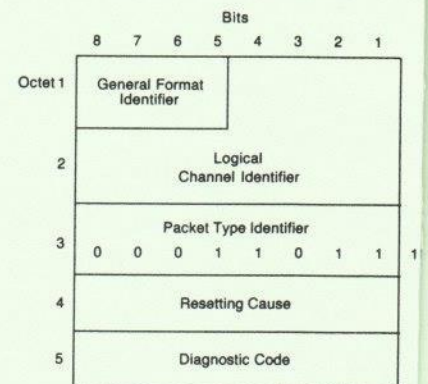 Bits
8 7 6 5 4 3 2 1
Octet 1
General Format
Identifier
2
Logical
Channel Identifier
Packet Type Identifier
3
0 0 0 1 1 0 1 1 1
4 Resetting Cause
5 Diagnostic Code